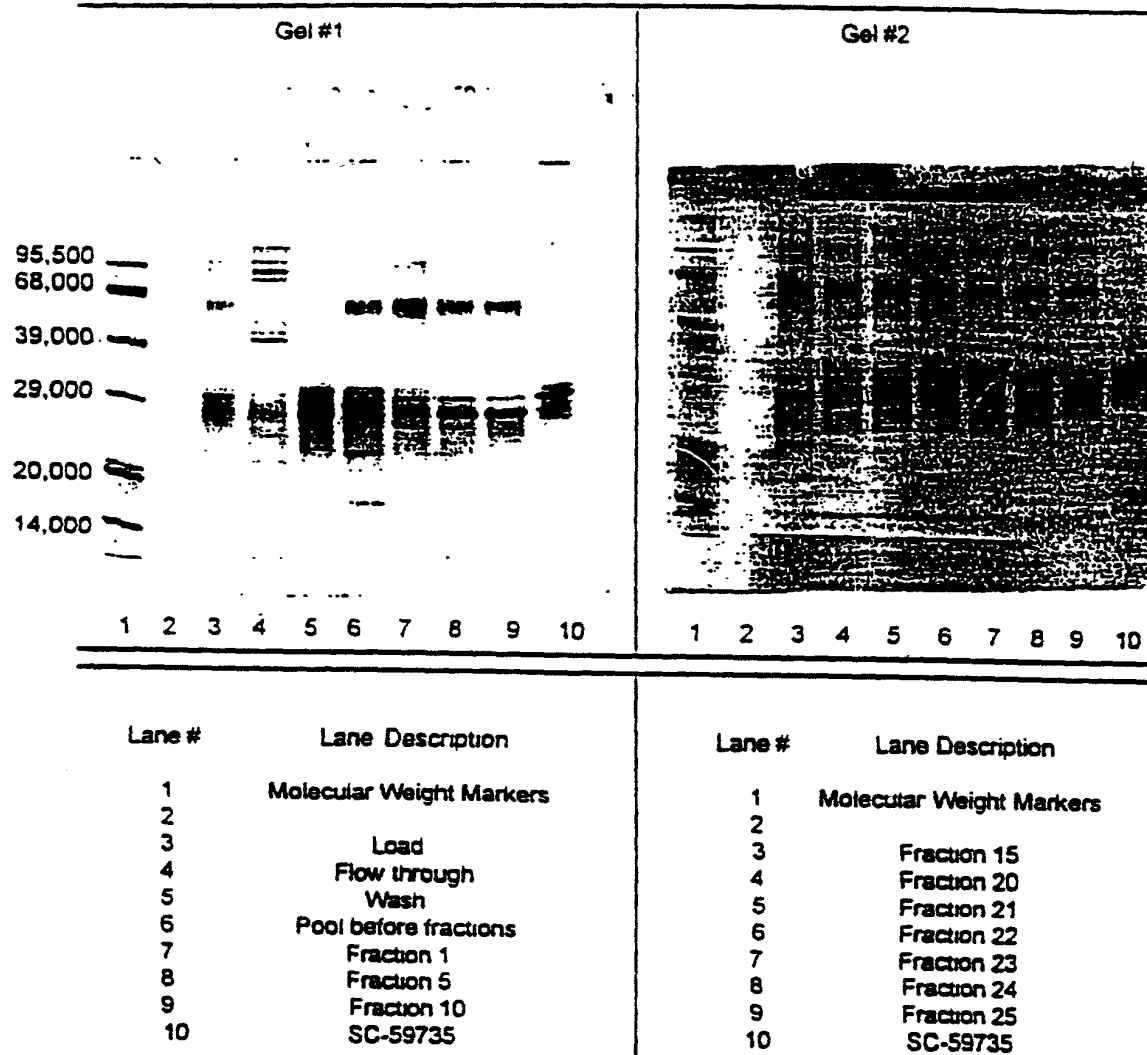 Gel #1
Gel #2
95,500
68,000
39,000
29,000
20,000
14,000
1 2 3 4 5 6 7 8 9 10
1 2 3 4 5 6 7 8 9 10
Lane # Lane Description
1 Molecular Weight Markers
2
3 Load
4 Flow through
5 Wash
6 Pool before fractions
7 Fraction 1
8 Fraction 5
9 Fraction 10
10 SC-59735
Lane # Lane Description
1 Molecular Weight Markers
2
3 Fraction 15
4 Fraction 20
5 Fraction 21
6 Fraction 22
7 Fraction 23
8 Fraction 24
9 Fraction 25
10 SC-59735